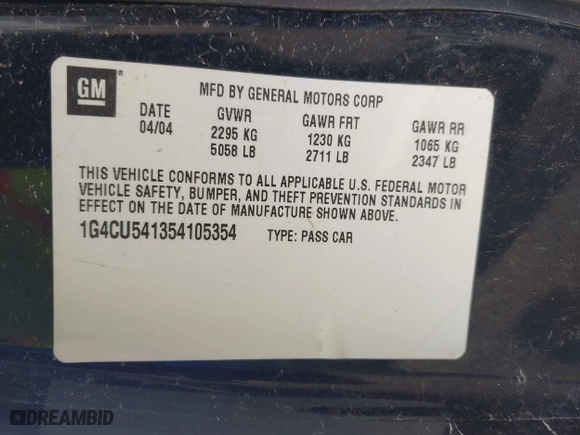 GM ®
MFD BY GENERAL MOTORS CORP
DATE GVWR GAWR FRT GAWR RR
04/04 2295 KG 1230 KG 1065 KG
5058 LB 2711 LB 2347 LB
THIS VEHICLE CONFORMS TO ALL APPLICABLE U.S. FEDERAL MOTOR
VEHICLE SAFETY, BUMPER, AND THEFT PREVENTION STANDARDS IN
EFFECT ON THE DATE OF MANUFACTURE SHOWN ABOVE.
1G4CU541354105354 TYPE: PASS CAR
DREAMBID